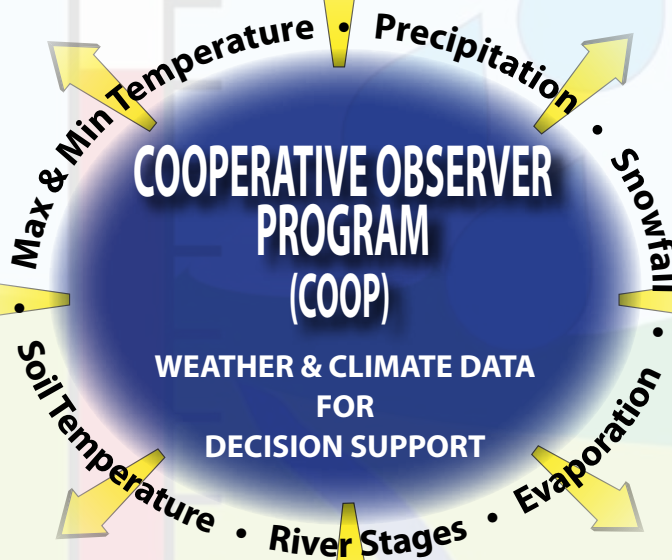 Max & Min Temperature • Precipitation • Snowfall • Evaporation • River Stages • Soil Temperature •
COOPERATIVE OBSERVER
PROGRAM
(COOP)
WEATHER & CLIMATE DATA
FOR
DECISION SUPPORT